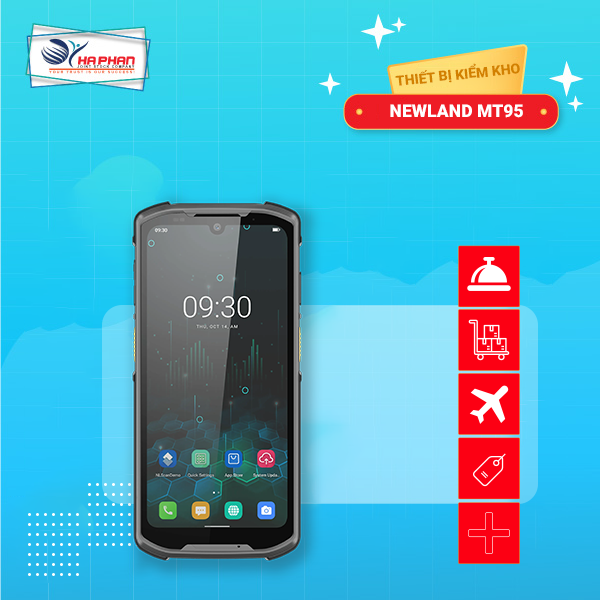 HA PHAN
JOINT STOCK COMPANY
YOUR TRUST IS OUR SUCCESS!
THIẾT BỊ KIỂM KHO
NEWLAND MT95
09:30
09:30
THU, OCT 14, AM
NLScanDemo Quick Settings App Store System Upda..